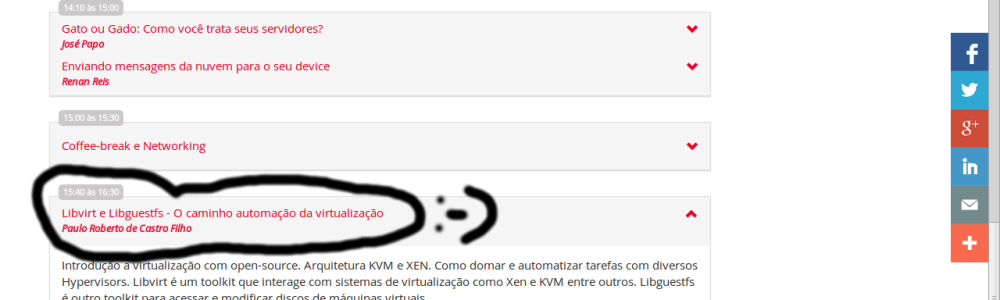 14:10 às 15:00
Gato ou Gado: Como você trata seus servidores?
José Papo
Enviando mensagens da nuvem para o seu device
Renan Reis
15:00 às 15:30
Coffee-break e Networking
15:40 às 16:30
Libvirt e Libguestfs - O caminho automação da virtualização
Paulo Roberto de Castro Filho
:-)
Introdução a virtualização com open-source. Arquitetura KVM e XEN. Como domar e automatizar tarefas com diversos
Hypervisors. Libvirt é um toolkit que interage com sistemas de virtualização como Xen e KVM entre outros. Libguestfs
é outro toolkit para acessar e modificar discos de máquinas virtuais.
f
g+
in